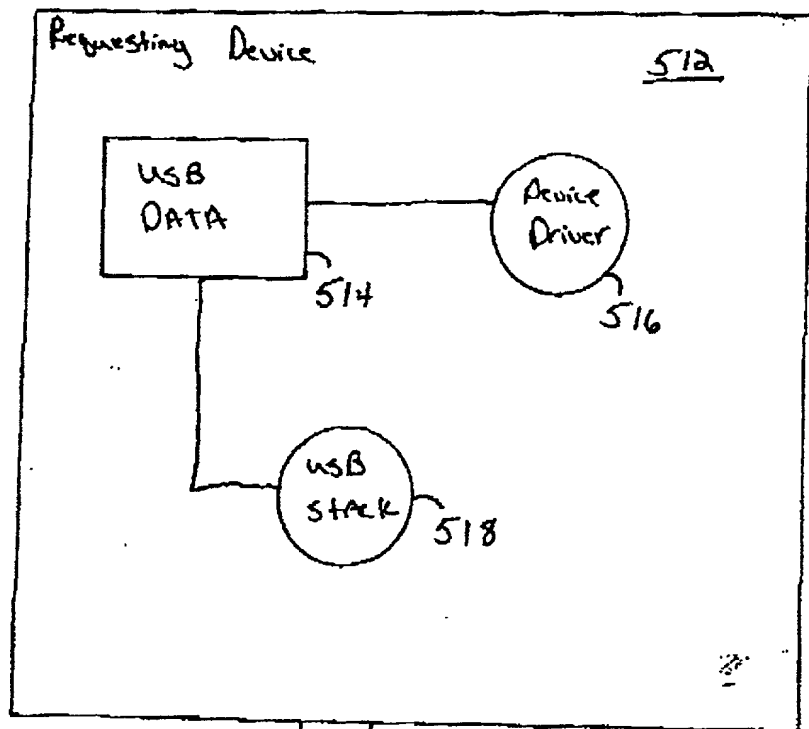 Requesting Device
512
USB
DATA
514
Device
Driver
516
USB
STACK
518